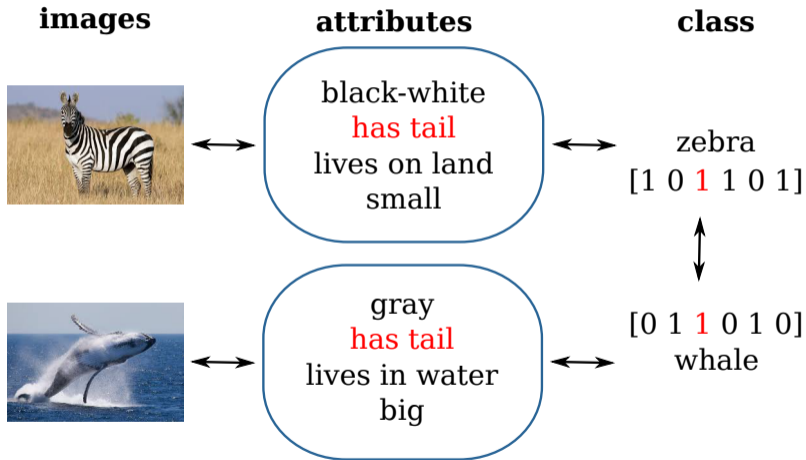 images
attributes
class
black-white
has tail
lives on land
small
zebra
[1 0 1 1 0 1]
gray
has tail
lives in water
big
[0 1 1 0 1 0]
whale